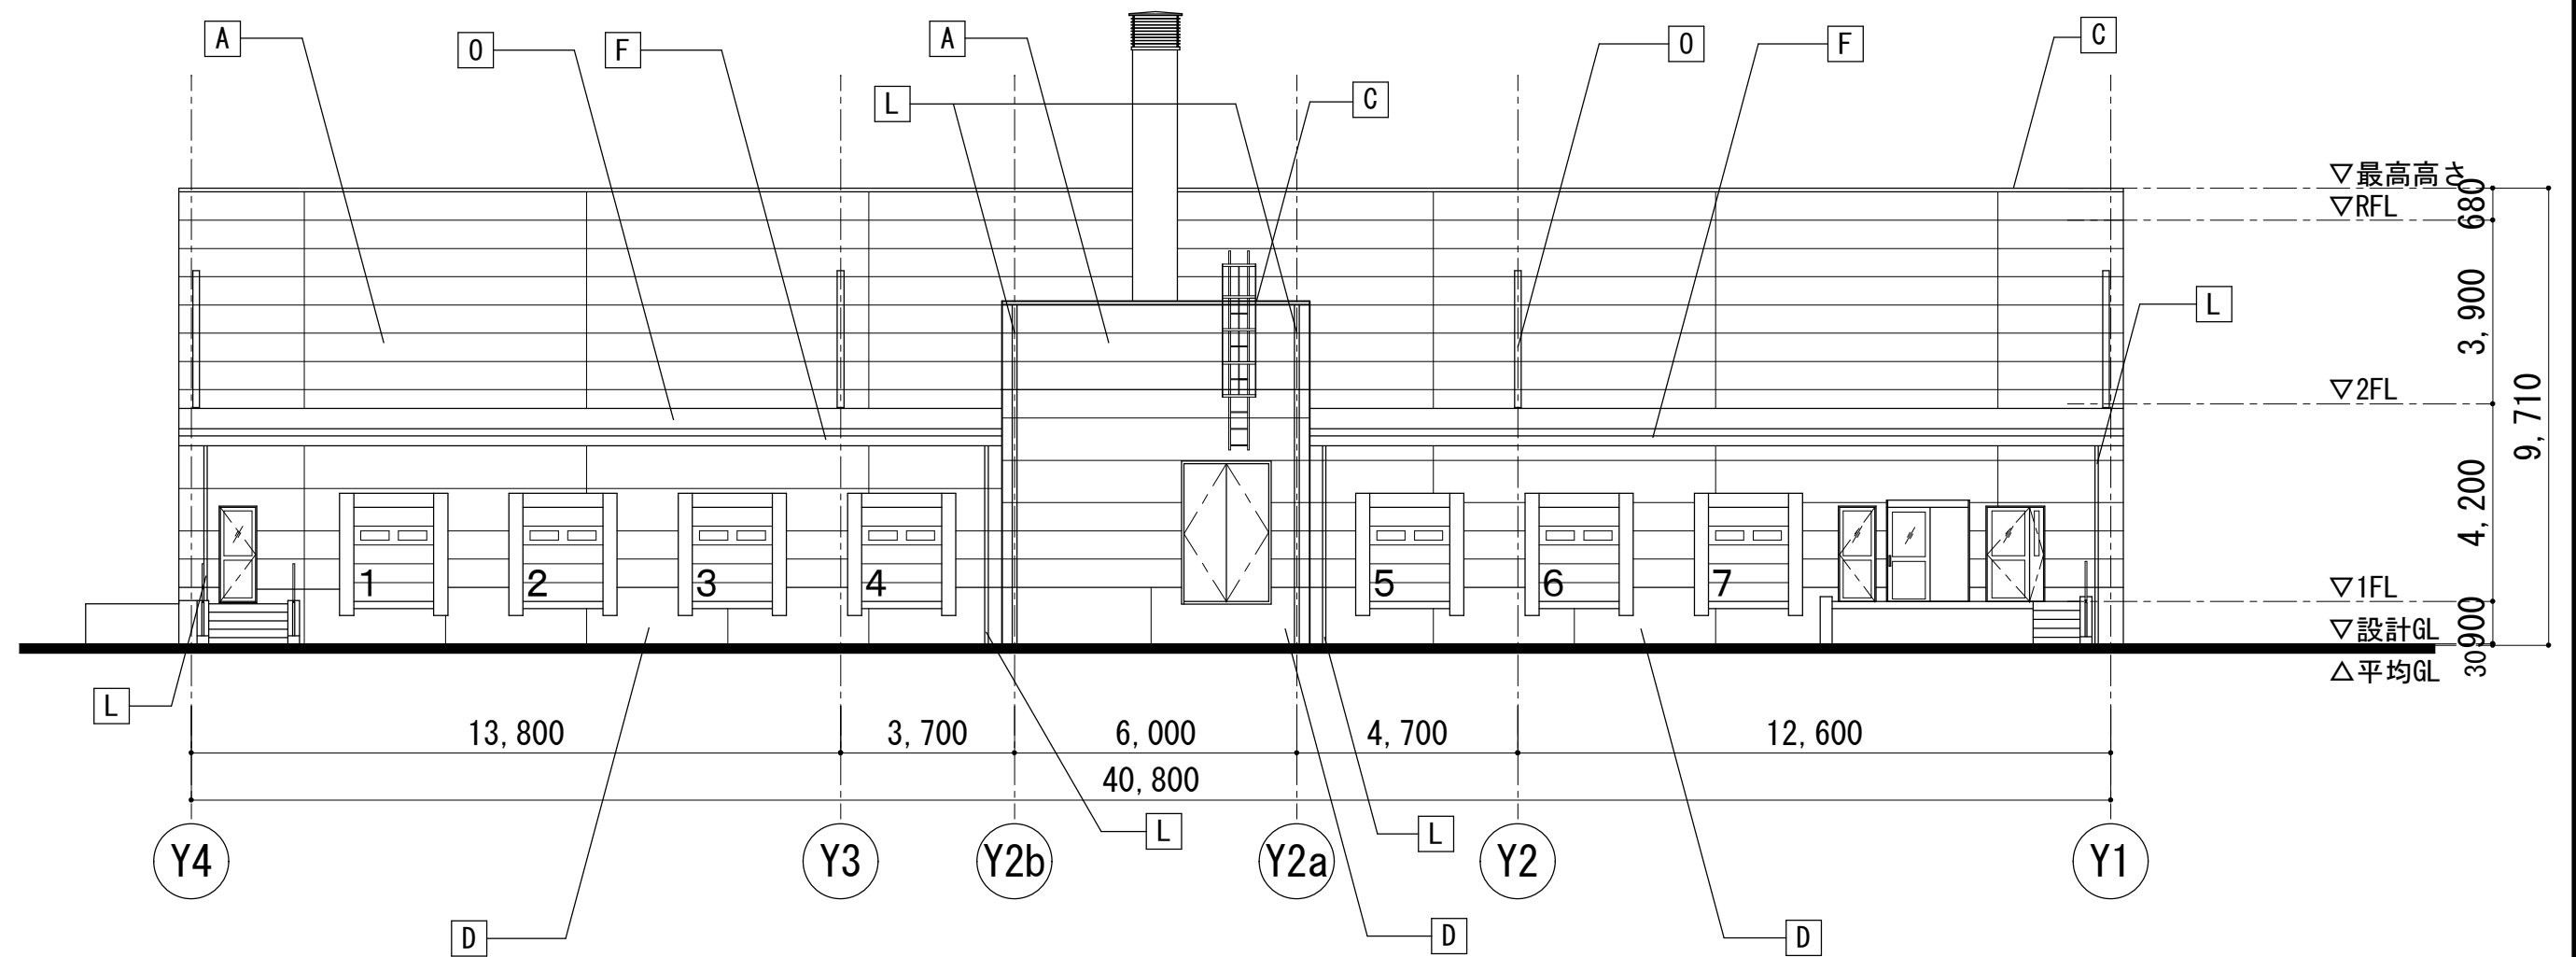 A
O
F
A
L
C
O
F
C
▽最高高さ
680
▽RFL
3,900
L
▽2FL
9,710
4,200
1
2
3
4
5
6
7
▽1FL
900
▽設計GL
30
△平均GL
L
13,800
3,700
6,000
4,700
12,600
40,800
L
L
Y4
Y3
Y2b
Y2a
Y2
Y1
D
D
D